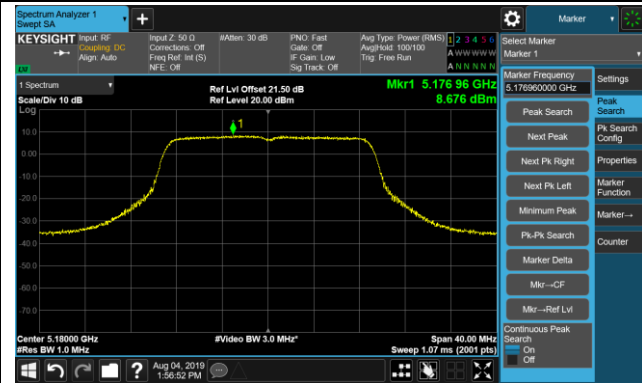 Spectrum Analyzer 1
Swept SA
Marker
KEYSIGHT
Input: RF
Coupling: DC
Align: Auto
Input Z: 50 Ω
Corrections: Off
Freq Ref: Int (S)
NFE: Off
#Atten: 30 dB
PNO: Fast
Gate: Off
IF Gain: Low
Sig Track: Off
Avg Type: Power (RMS)
Avg|Hold: 100/100
Trig: Free Run
1 2 3 4 5 6
A W W W W W
A N N N N N
Select Marker
Marker 1
LXI
1 Spectrum
Scale/Div 10 dB
Log
Ref Lvl Offset 21.50 dB
Ref Level 20.00 dBm
Mkr1 5.176 96 GHz
8.676 dBm
1
10.0
0.00
-10.0
-20.0
-30.0
-40.0
-50.0
-60.0
-70.0
Center 5.18000 GHz
#Res BW 1.0 MHz
#Video BW 3.0 MHz*
Span 40.00 MHz
Sweep 1.07 ms (2001 pts)
Marker Frequency
5.176960000 GHz
Peak Search
Next Peak
Next Pk Right
Next Pk Left
Minimum Peak
Pk-Pk Search
Marker Delta
Mkr→CF
Mkr→Ref Lvl
Continuous Peak
Search
On
Off
Settings
Peak
Search
Pk Search
Config
Properties
Marker
Function
Marker→
Counter
?
Aug 04, 2019
1:56:52 PM